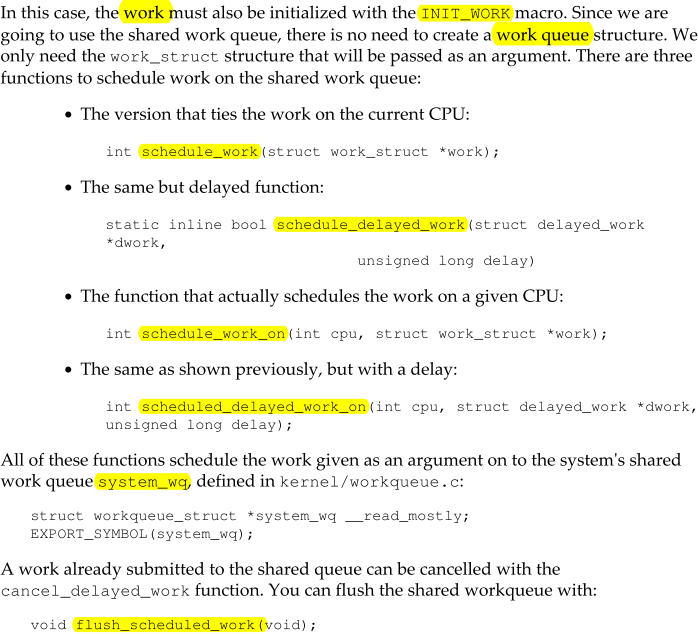 In this case, the work must also be initialized with the INIT_WORK macro. Since we are
going to use the shared work queue, there is no need to create a work queue structure. We
only need the work_struct structure that will be passed as an argument. There are three
functions to schedule work on the shared work queue:
• The version that ties the work on the current CPU:
int schedule_work(struct work_struct *work);
• The same but delayed function:
static inline bool schedule_delayed_work(struct delayed_work
*dwork,
unsigned long delay)
• The function that actually schedules the work on a given CPU:
int schedule_work_on(int cpu, struct work_struct *work);
• The same as shown previously, but with a delay:
int scheduled_delayed_work_on(int cpu, struct delayed_work *dwork,
unsigned long delay);
All of these functions schedule the work given as an argument on to the system's shared
work queue system_wq, defined in kernel/workqueue.c:
struct workqueue_struct *system_wq __read_mostly;
EXPORT_SYMBOL(system_wq);
A work already submitted to the shared queue can be cancelled with the
cancel_delayed_work function. You can flush the shared workqueue with:
void flush_scheduled_work(void);